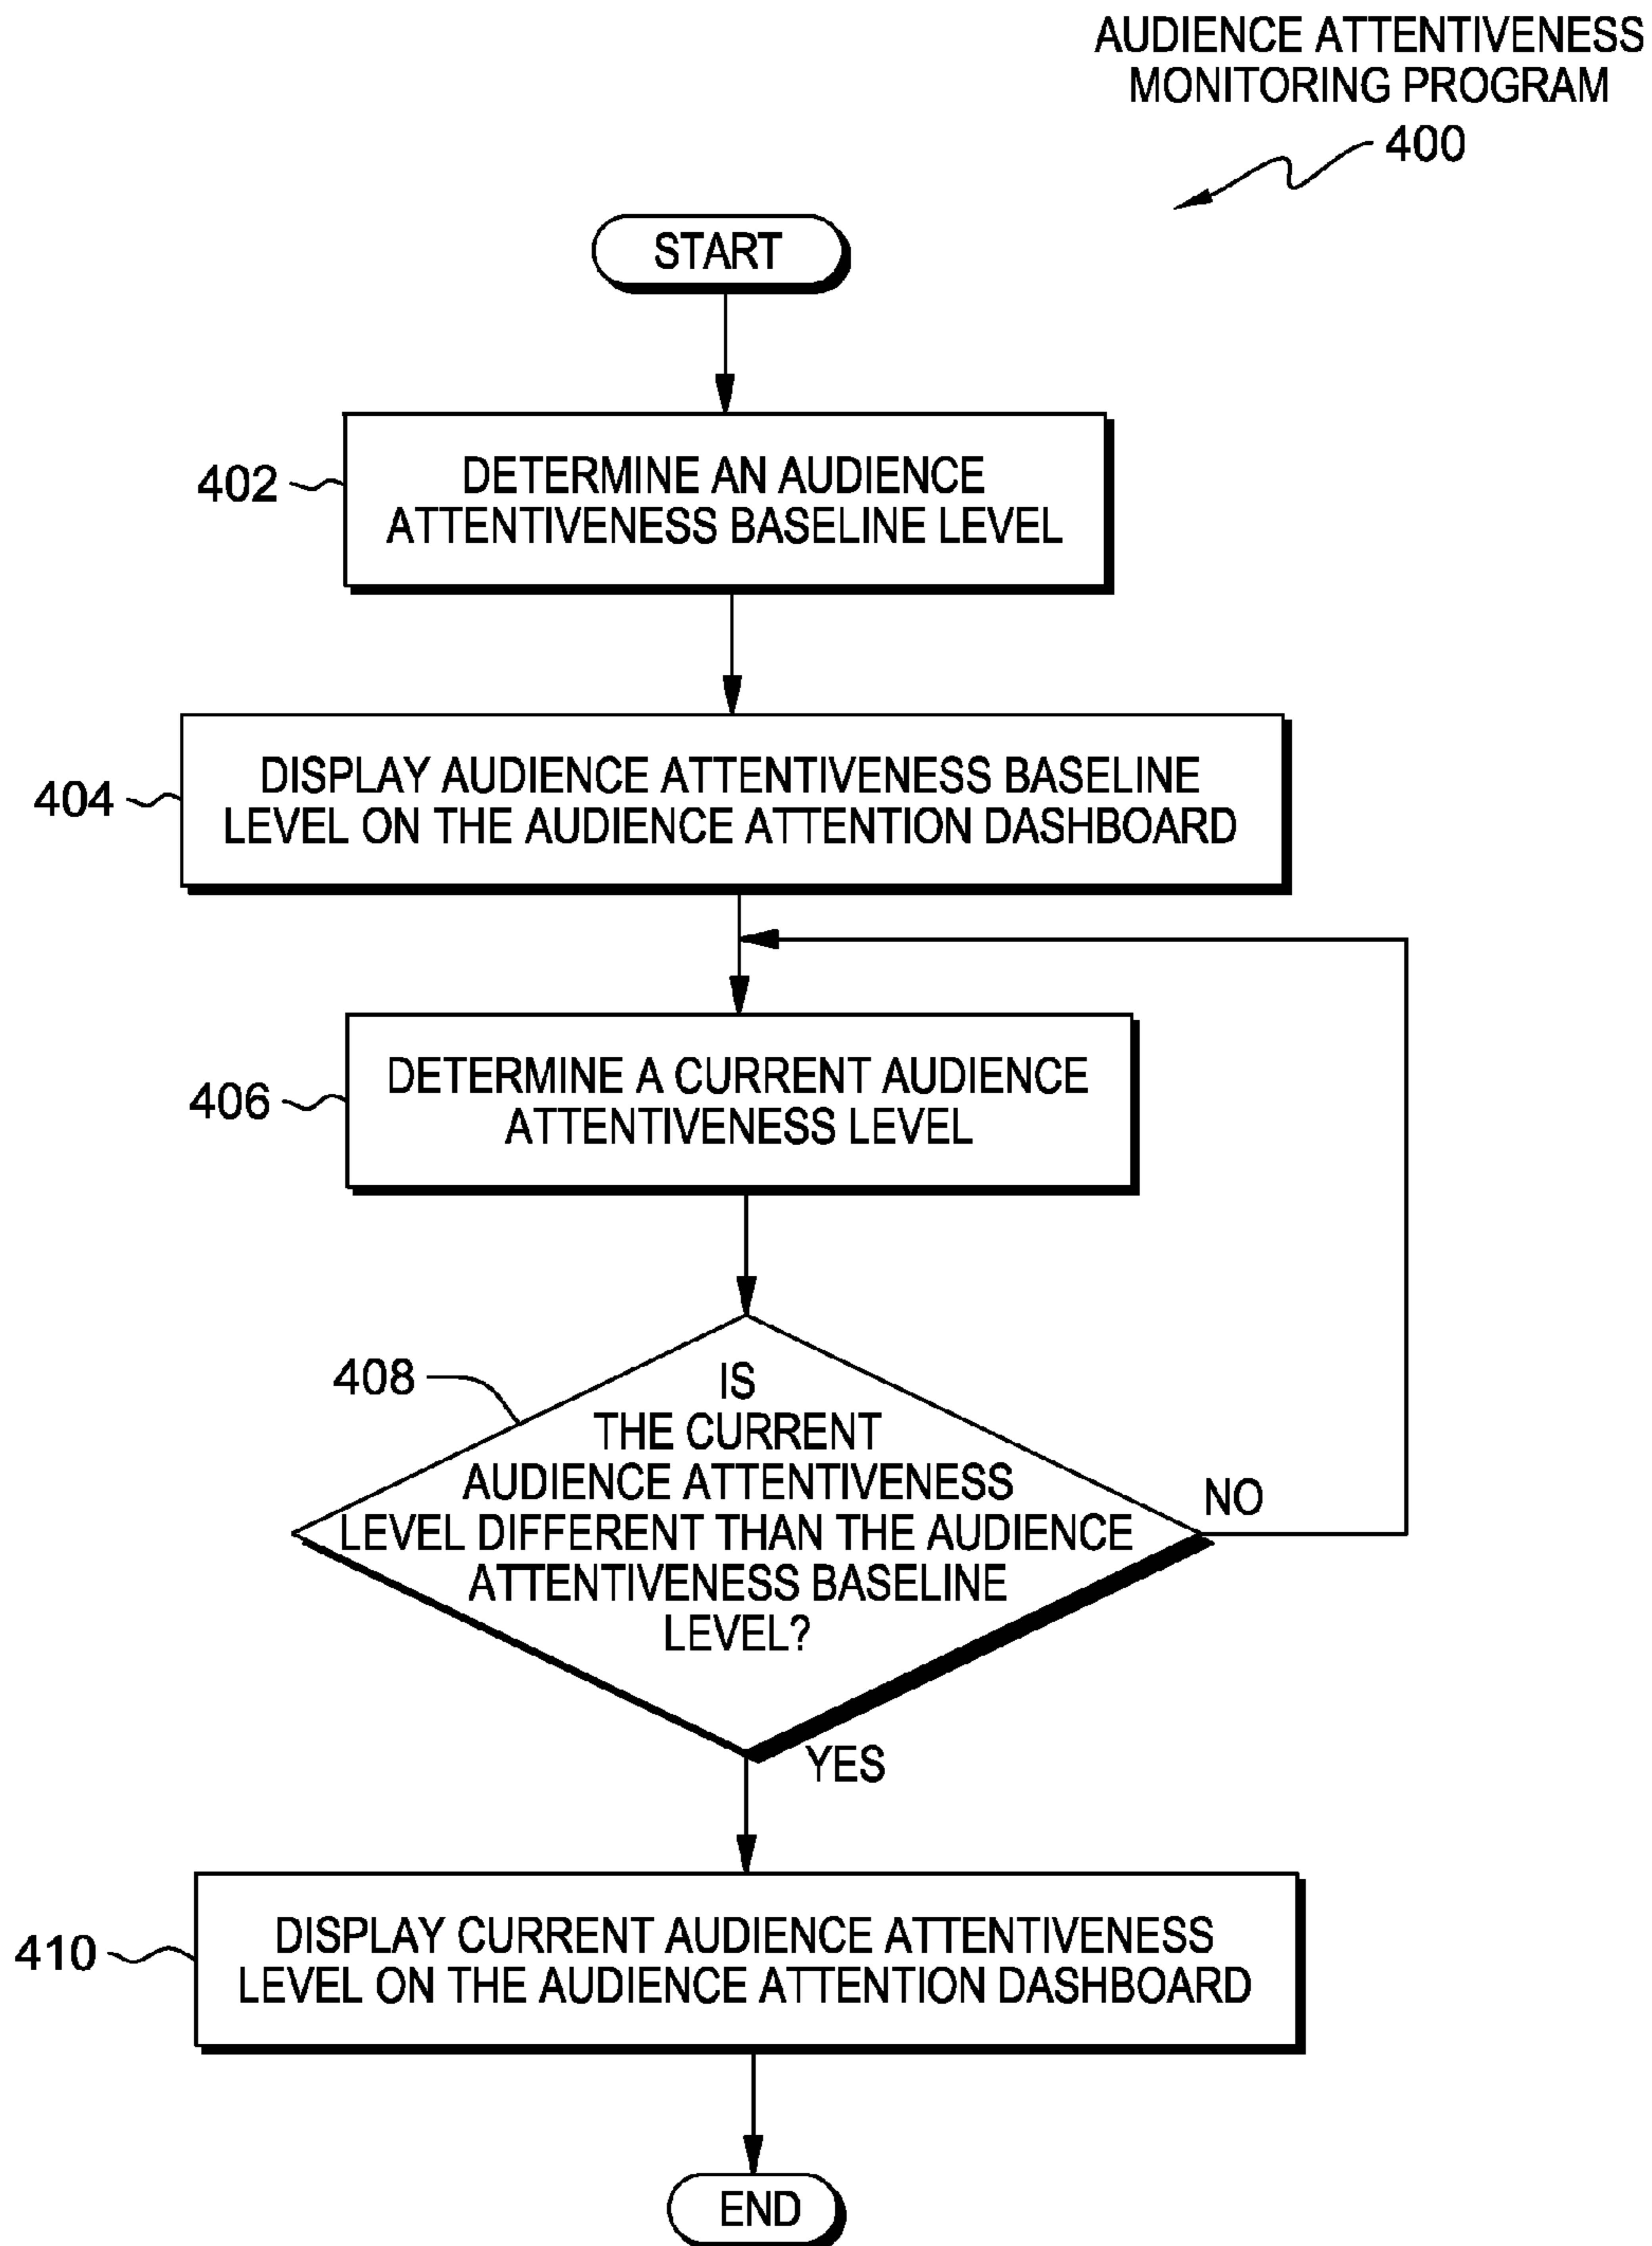 AUDIENCE ATTENTIVENESS
MONITORING PROGRAM
400
START
402
DETERMINE AN AUDIENCE
ATTENTIVENESS BASELINE LEVEL
404
DISPLAY AUDIENCE ATTENTIVENESS BASELINE
LEVEL ON THE AUDIENCE ATTENTION DASHBOARD
406
DETERMINE A CURRENT AUDIENCE
ATTENTIVENESS LEVEL
408
IS
THE CURRENT
AUDIENCE ATTENTIVENESS
LEVEL DIFFERENT THAN THE AUDIENCE
ATTENTIVENESS BASELINE
LEVEL?
NO
YES
410
DISPLAY CURRENT AUDIENCE ATTENTIVENESS
LEVEL ON THE AUDIENCE ATTENTION DASHBOARD
END